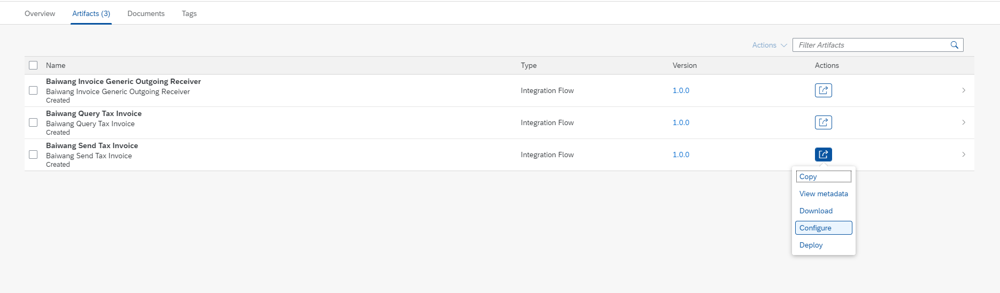 Overview Artifacts (3) Documents Tags
Actions Filter Artifacts
Name Type Version Actions
Baiwang Invoice Generic Outgoing Receiver
Baiwang Invoice Generic Outgoing Receiver Integration Flow 1.0.0
Created
Baiwang Query Tax Invoice
Baiwang Query Tax Invoice Integration Flow 1.0.0
Created
Baiwang Send Tax Invoice
Baiwang Send Tax Invoice Integration Flow 1.0.0
Created
Copy
View metadata
Download
Configure
Deploy